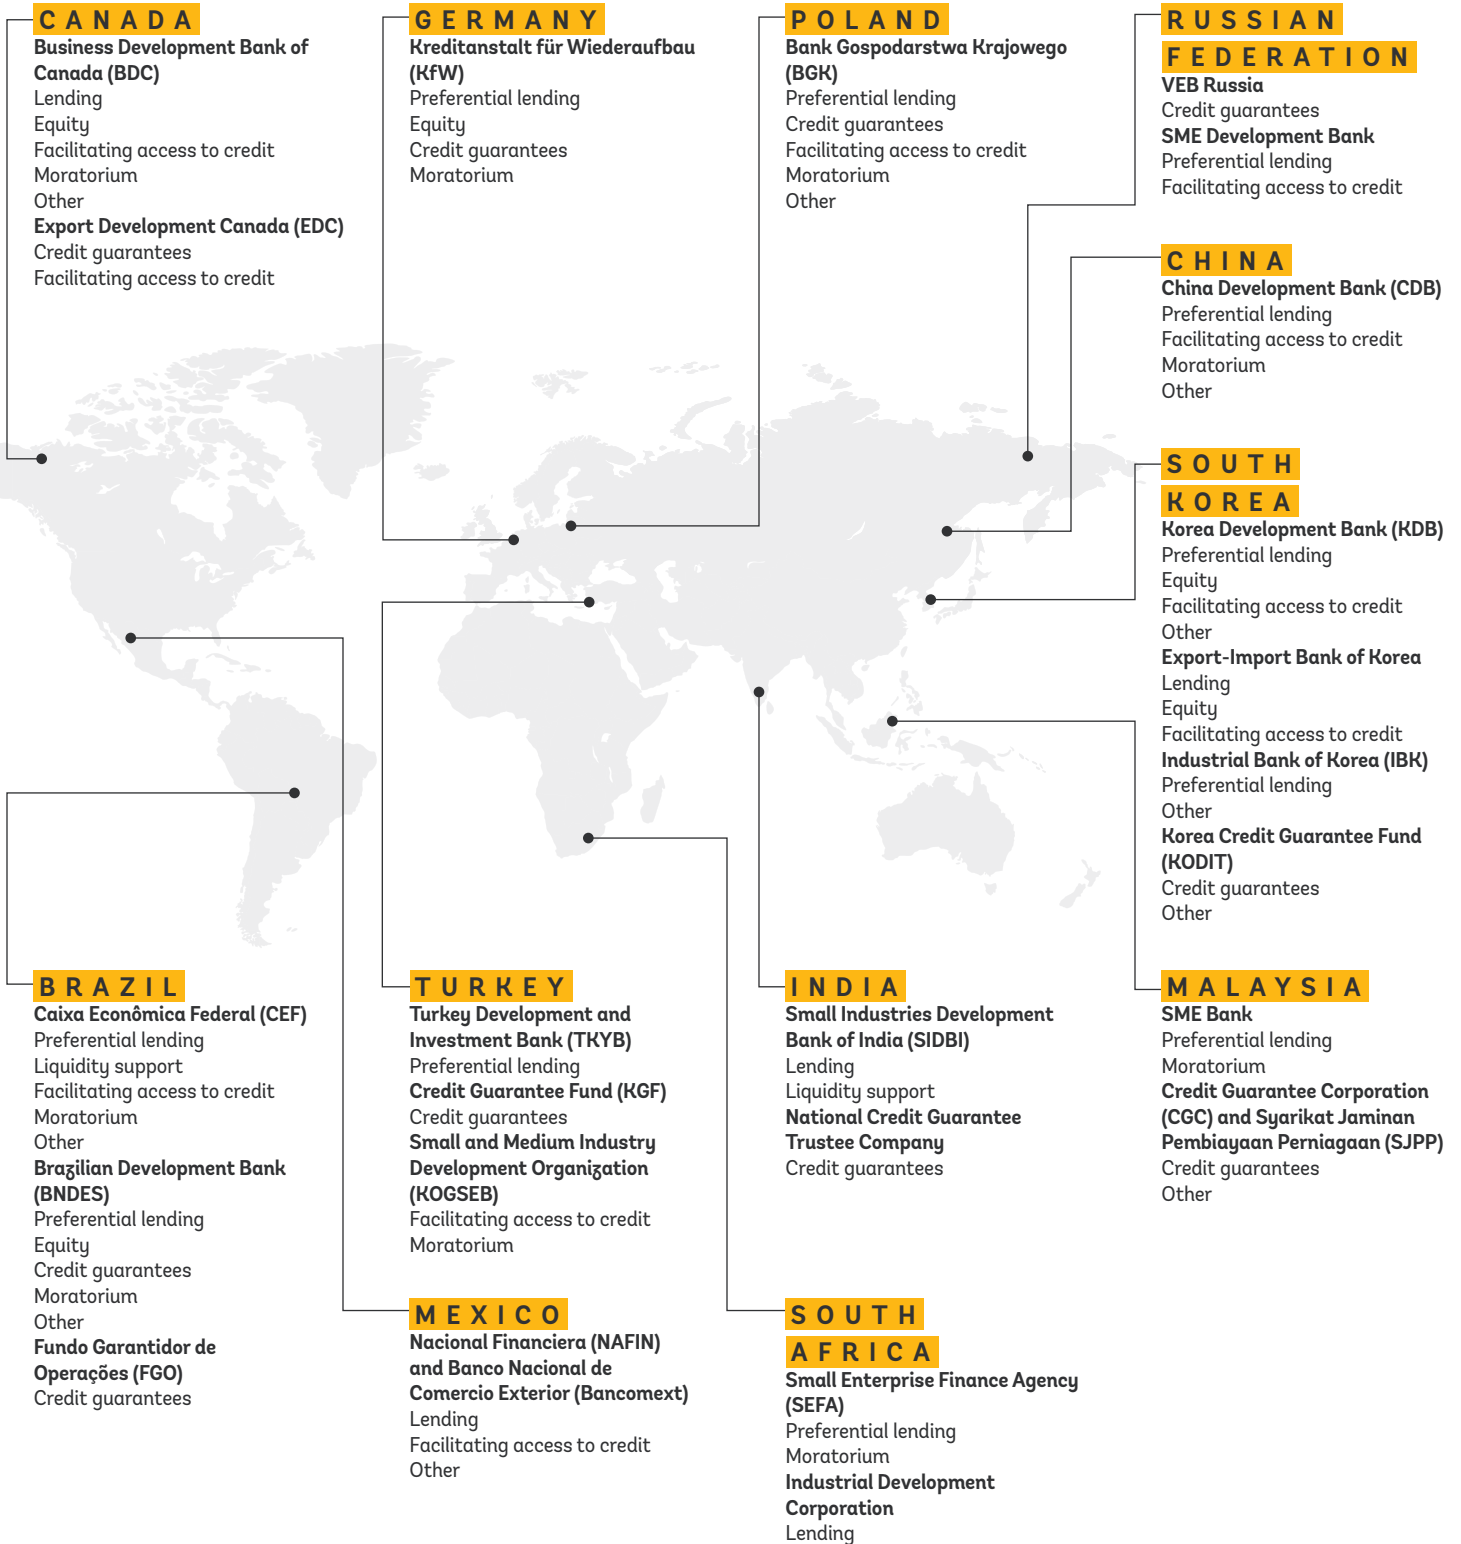 CANADA
Business Development Bank of
Canada (BDC)
Lending
Equity
Facilitating access to credit
Moratorium
Other
Export Development Canada (EDC)
Credit guarantees
Facilitating access to credit
GERMANY
Kreditanstalt für Wiederaufbau
(KfW)
Preferential lending
Equity
Credit guarantees
Moratorium
POLAND
Bank Gospodarstwa Krajowego
(BGK)
Preferential lending
Credit guarantees
Facilitating access to credit
Moratorium
Other
RUSSIAN
FEDERATION
VEB Russia
Credit guarantees
SME Development Bank
Preferential lending
Facilitating access to credit
CHINA
China Development Bank (CDB)
Preferential lending
Facilitating access to credit
Moratorium
Other
SOUTH
KOREA
Korea Development Bank (KDB)
Preferential lending
Equity
Facilitating access to credit
Other
Export-Import Bank of Korea
Lending
Equity
Facilitating access to credit
Industrial Bank of Korea (IBK)
Preferential lending
Other
Korea Credit Guarantee Fund
(KODIT)
Credit guarantees
Other
BRAZIL
Caixa Econômica Federal (CEF)
Preferential lending
Liquidity support
Facilitating access to credit
Moratorium
Other
Brazilian Development Bank
(BNDES)
Preferential lending
Equity
Credit guarantees
Moratorium
Other
Fundo Garantidor de
Operações (FGO)
Credit guarantees
TURKEY
Turkey Development and
Investment Bank (TKYB)
Preferential lending
Credit Guarantee Fund (KGF)
Credit guarantees
Small and Medium Industry
Development Organization
(KOGSEB)
Facilitating access to credit
Moratorium
MEXICO
Nacional Financiera (NAFIN)
and Banco Nacional de
Comercio Exterior (Bancomext)
Lending
Facilitating access to credit
Other
INDIA
Small Industries Development
Bank of India (SIDBI)
Lending
Liquidity support
National Credit Guarantee
Trustee Company
Credit guarantees
SOUTH
AFRICA
Small Enterprise Finance Agency
(SEFA)
Preferential lending
Moratorium
Industrial Development
Corporation
Lending
MALAYSIA
SME Bank
Preferential lending
Moratorium
Credit Guarantee Corporation
(CGC) and Syarikat Jaminan
Pembiayaan Perniagaan (SJPP)
Credit guarantees
Other